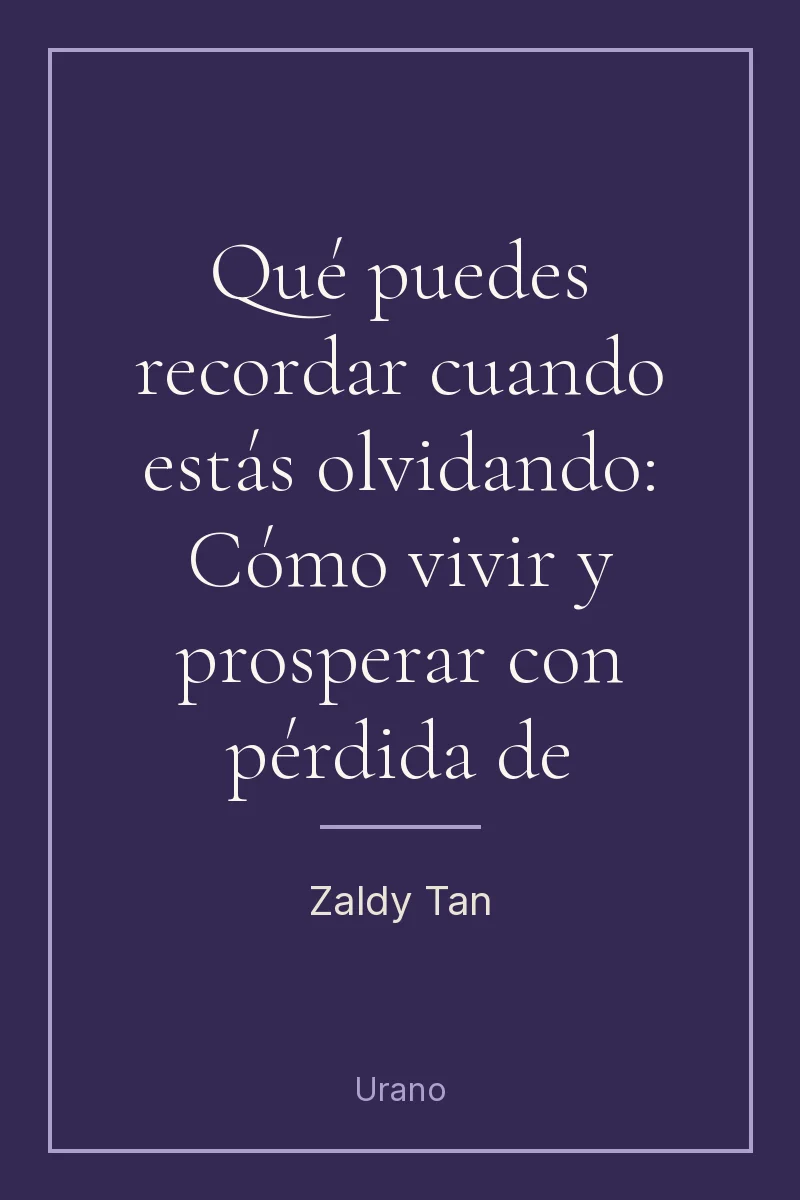 Qué puedes
recordar cuando
estás olvidando:
Cómo vivir y
prosperar con
pérdida de
Zaldy Tan
Urano